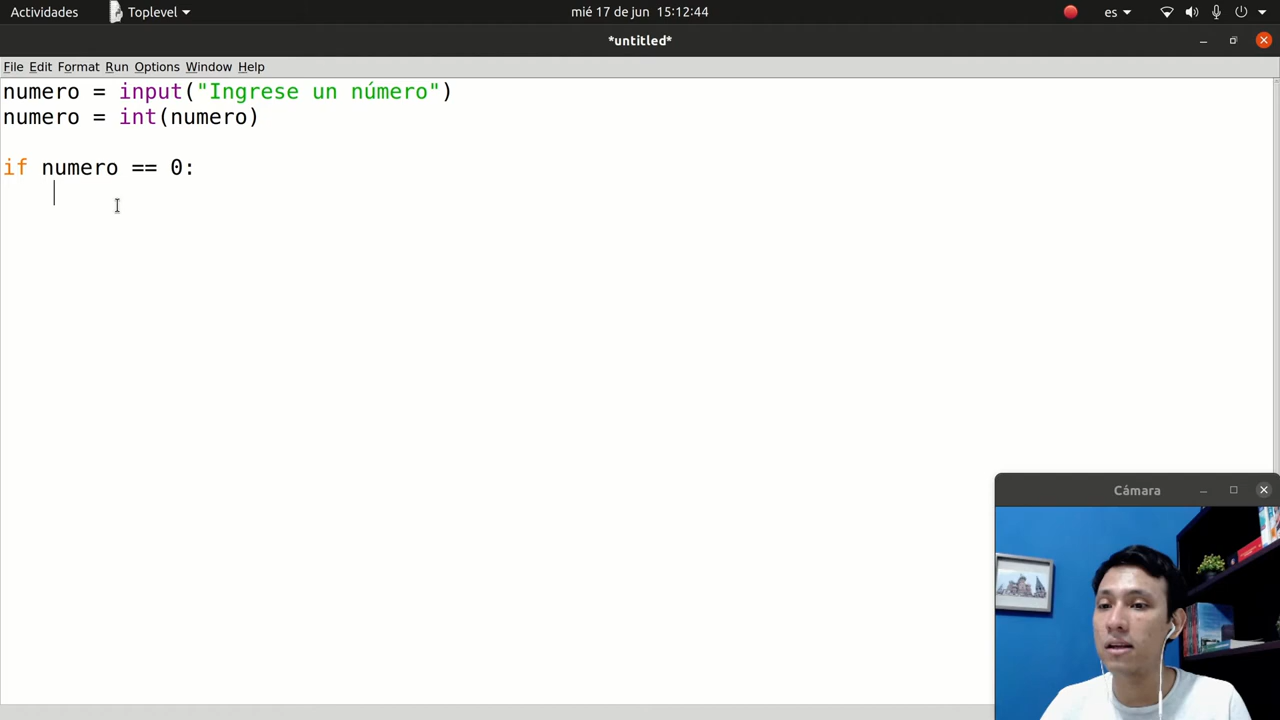 Actividades Toplevel mié 17 de jun 15:12:44 es
*untitled*
File Edit Format Run Options Window Help
numero = input("Ingrese un número")
numero = int(numero)
if numero == 0:
Cámara